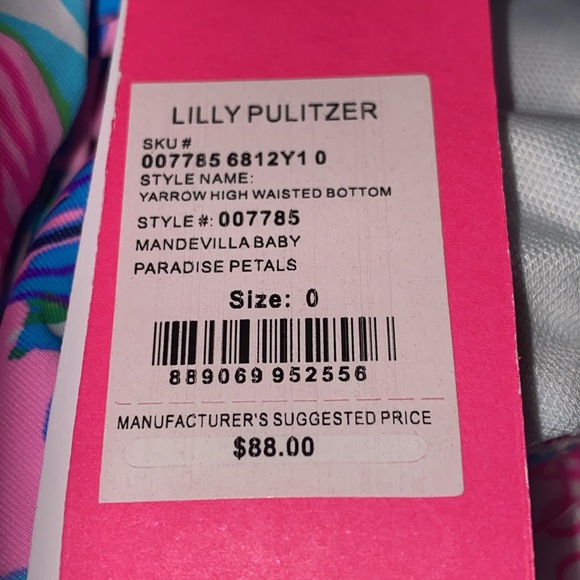 LILLY PULITZER
SKU #
007785 6812Y1 0
STYLE NAME:
YARROW HIGH WAISTED BOTTOM
STYLE #: 007785
MANDEVILLA BABY
PARADISE PETALS
Size: 0
889069 952556
MANUFACTURER'S SUGGESTED PRICE
$88.00